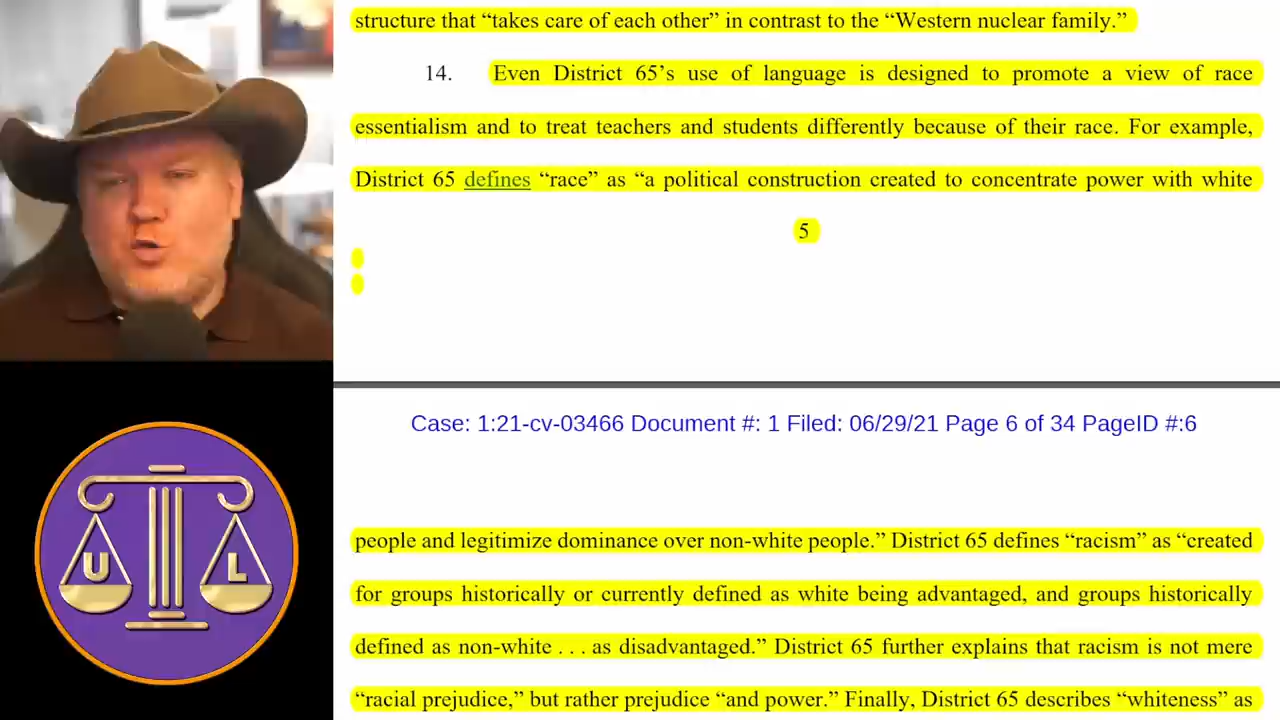 structure that “takes care of each other” in contrast to the “Western nuclear family.”
14. Even District 65’s use of language is designed to promote a view of race
essentialism and to treat teachers and students differently because of their race. For example,
District 65 defines “race” as “a political construction created to concentrate power with white
5
Case: 1:21-cv-03466 Document #: 1 Filed: 06/29/21 Page 6 of 34 PageID #:6
people and legitimize dominance over non-white people.” District 65 defines “racism” as “created
for groups historically or currently defined as white being advantaged, and groups historically
defined as non-white . . . as disadvantaged.” District 65 further explains that racism is not mere
“racial prejudice,” but rather prejudice “and power.” Finally, District 65 describes “whiteness” as
U L